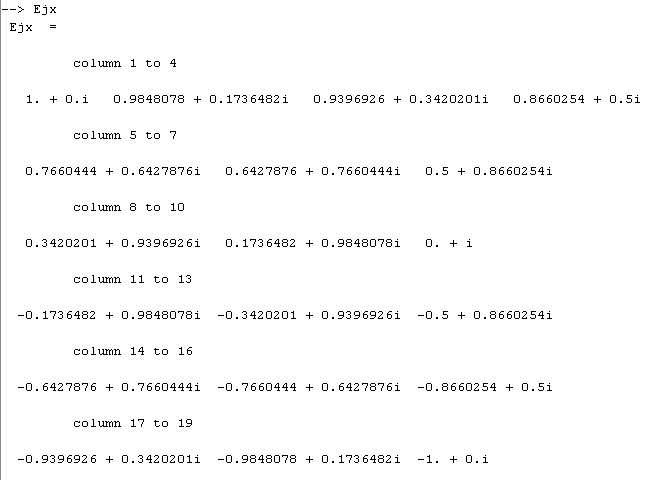 --> Ejx
Ejx =
column 1 to 4
1. + 0.i 0.9848078 + 0.1736482i 0.9396926 + 0.3420201i 0.8660254 + 0.5i
column 5 to 7
0.7660444 + 0.6427876i 0.6427876 + 0.7660444i 0.5 + 0.8660254i
column 8 to 10
0.3420201 + 0.9396926i 0.1736482 + 0.9848078i 0. + i
column 11 to 13
-0.1736482 + 0.9848078i -0.3420201 + 0.9396926i -0.5 + 0.8660254i
column 14 to 16
-0.6427876 + 0.7660444i -0.7660444 + 0.6427876i -0.8660254 + 0.5i
column 17 to 19
-0.9396926 + 0.3420201i -0.9848078 + 0.1736482i -1. + 0.i